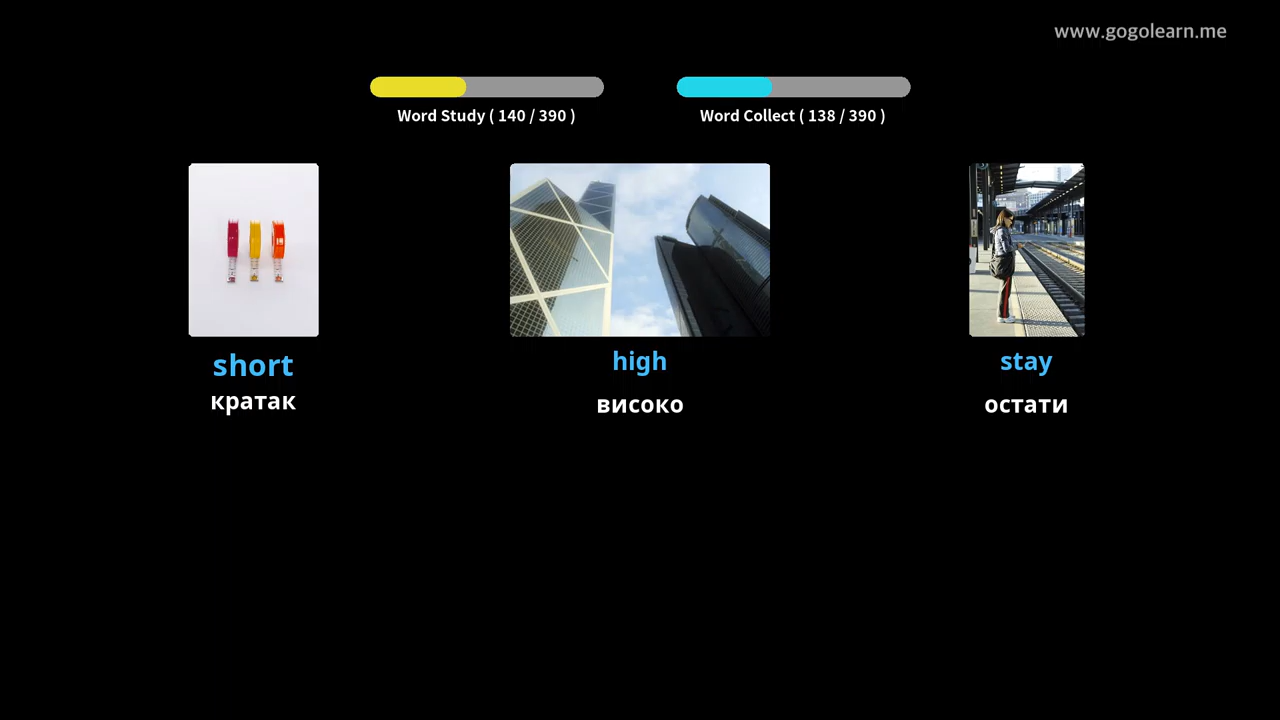 www.gogolearn.me
Word Study ( 140 / 390 )
Word Collect ( 138 / 390 )
short
кратак
high
високо
stay
остати